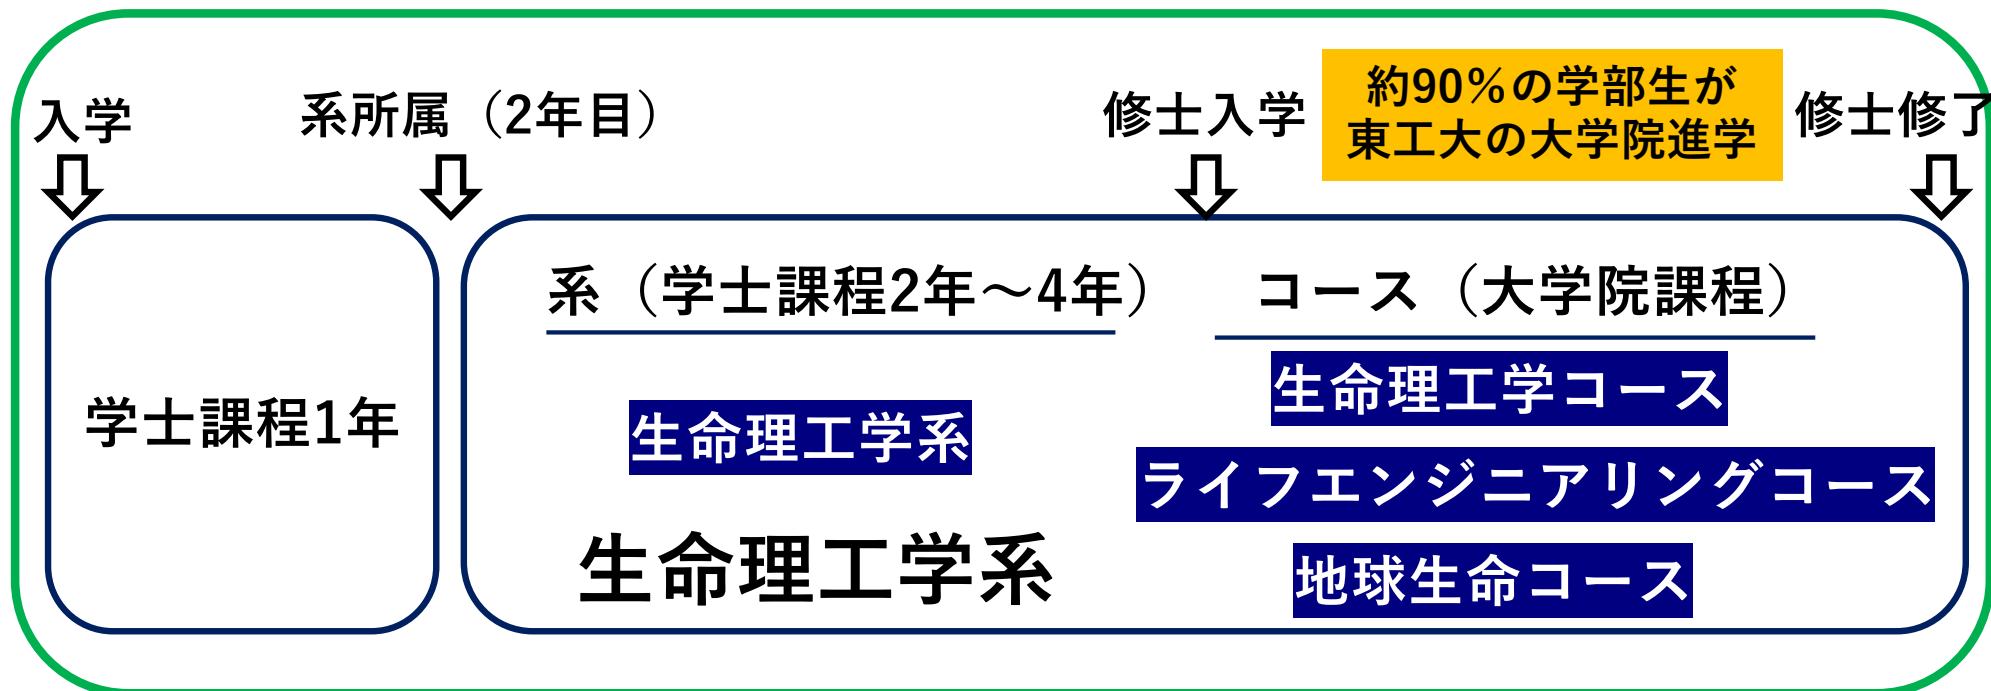 入学
系所属（2年目）
修士入学
約90％の学部生が
東工大の大学院進学
修士修了
学士課程1年
系（学士課程2年～4年）
生命理工学系
生命理工学系
コース（大学院課程）
生命理工学コース
ライフエンジニアリングコース
地球生命コース